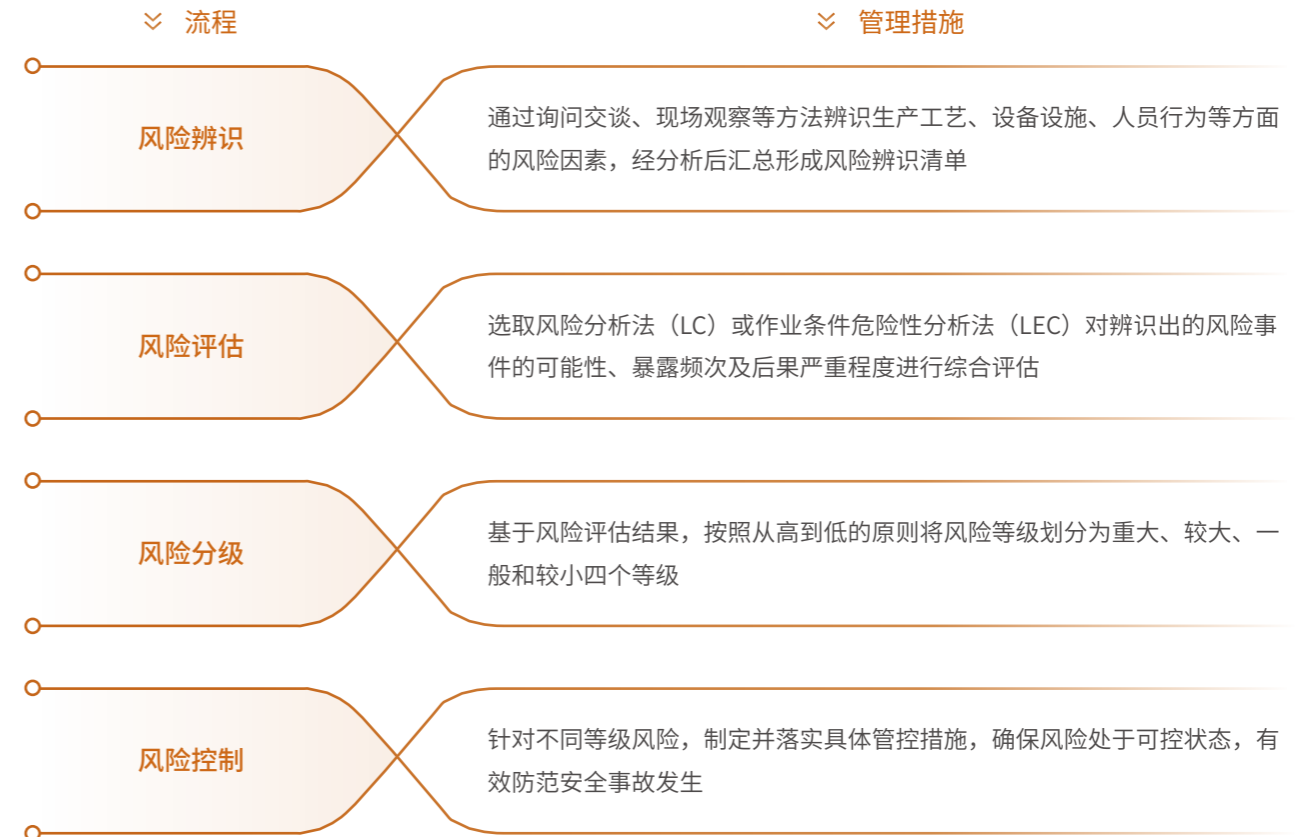 流程
管理措施
风险辨识
通过询问交谈、现场观察等方法辨识生产工艺、设备设施、人员行为等方面
的风险因素，经分析后汇总形成风险辨识清单
风险评估
选取风险分析法（LC）或作业条件危险性分析法（LEC）对辨识出的风险事
件的可能性、暴露频次及后果严重程度进行综合评估
风险分级
基于风险评估结果，按照从高到低的原则将风险等级划分为重大、较大、一
般和较小四个等级
风险控制
针对不同等级风险，制定并落实具体管控措施，确保风险处于可控状态，有
效防范安全事故发生